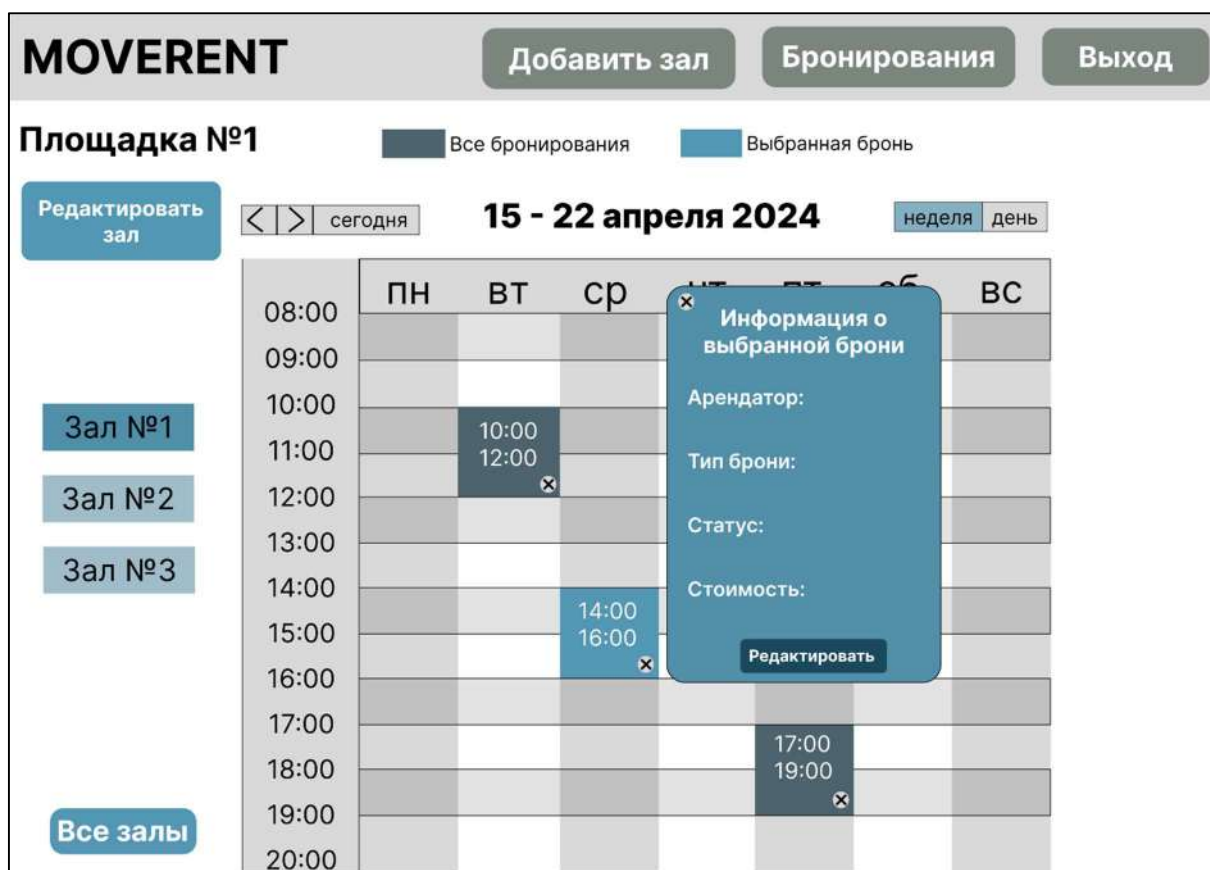 MOVERENT
Добавить зал
Бронирования
Выход
Площадка №1
Все бронирования
Выбранная бронь
Редактировать
зал
сегодня
15 - 22 апреля 2024
неделя
день
пн
вт
ср
вс
08:00
09:00
10:00
11:00
12:00
13:00
14:00
15:00
16:00
17:00
18:00
19:00
20:00
Зал №1
Зал №2
Зал №3
Все залы
10:00
12:00
14:00
16:00
17:00
19:00
Информация о
выбранной брони
Арендатор:
Тип брони:
Статус:
Стоимость:
Редактировать